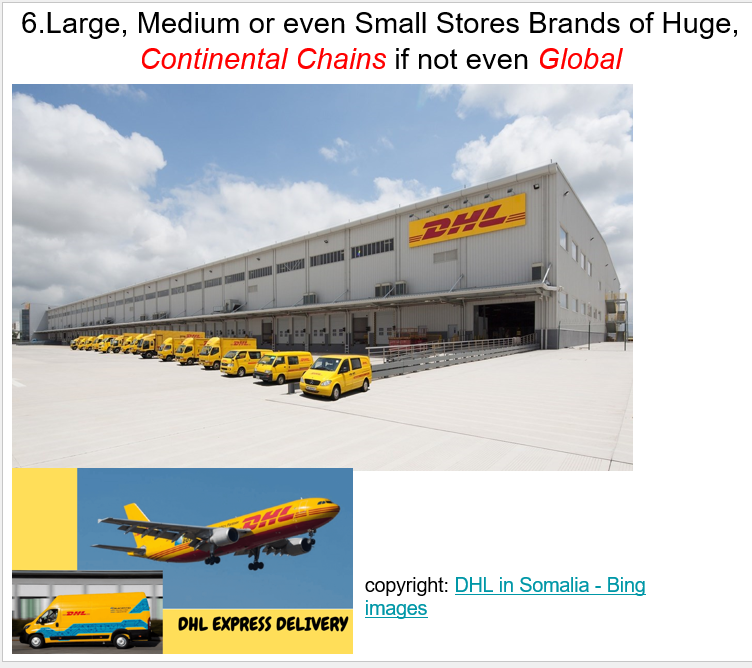 6.Large, Medium or even Small Stores Brands of Huge,
Continental Chains if not even Global
DHL
DHL
DHL
DHL EXPRESS DELIVERY
copyright: DHL in Somalia - Bing
images